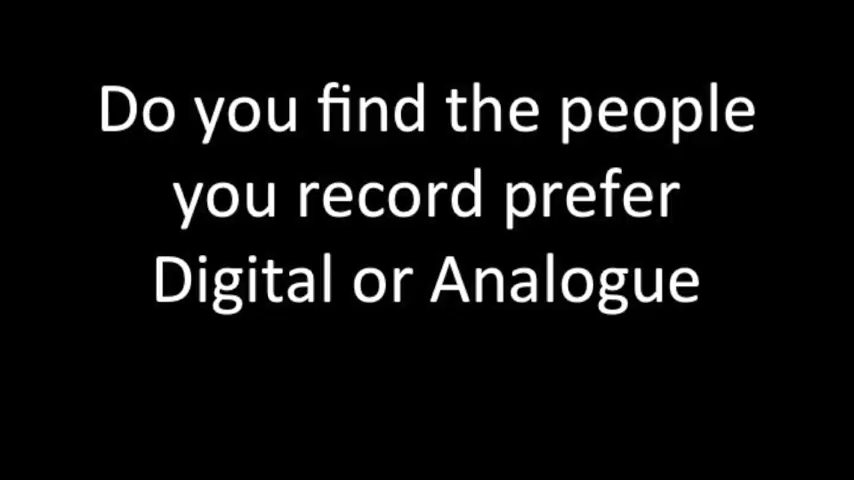 Do you find the people
you record prefer
Digital or Analogue